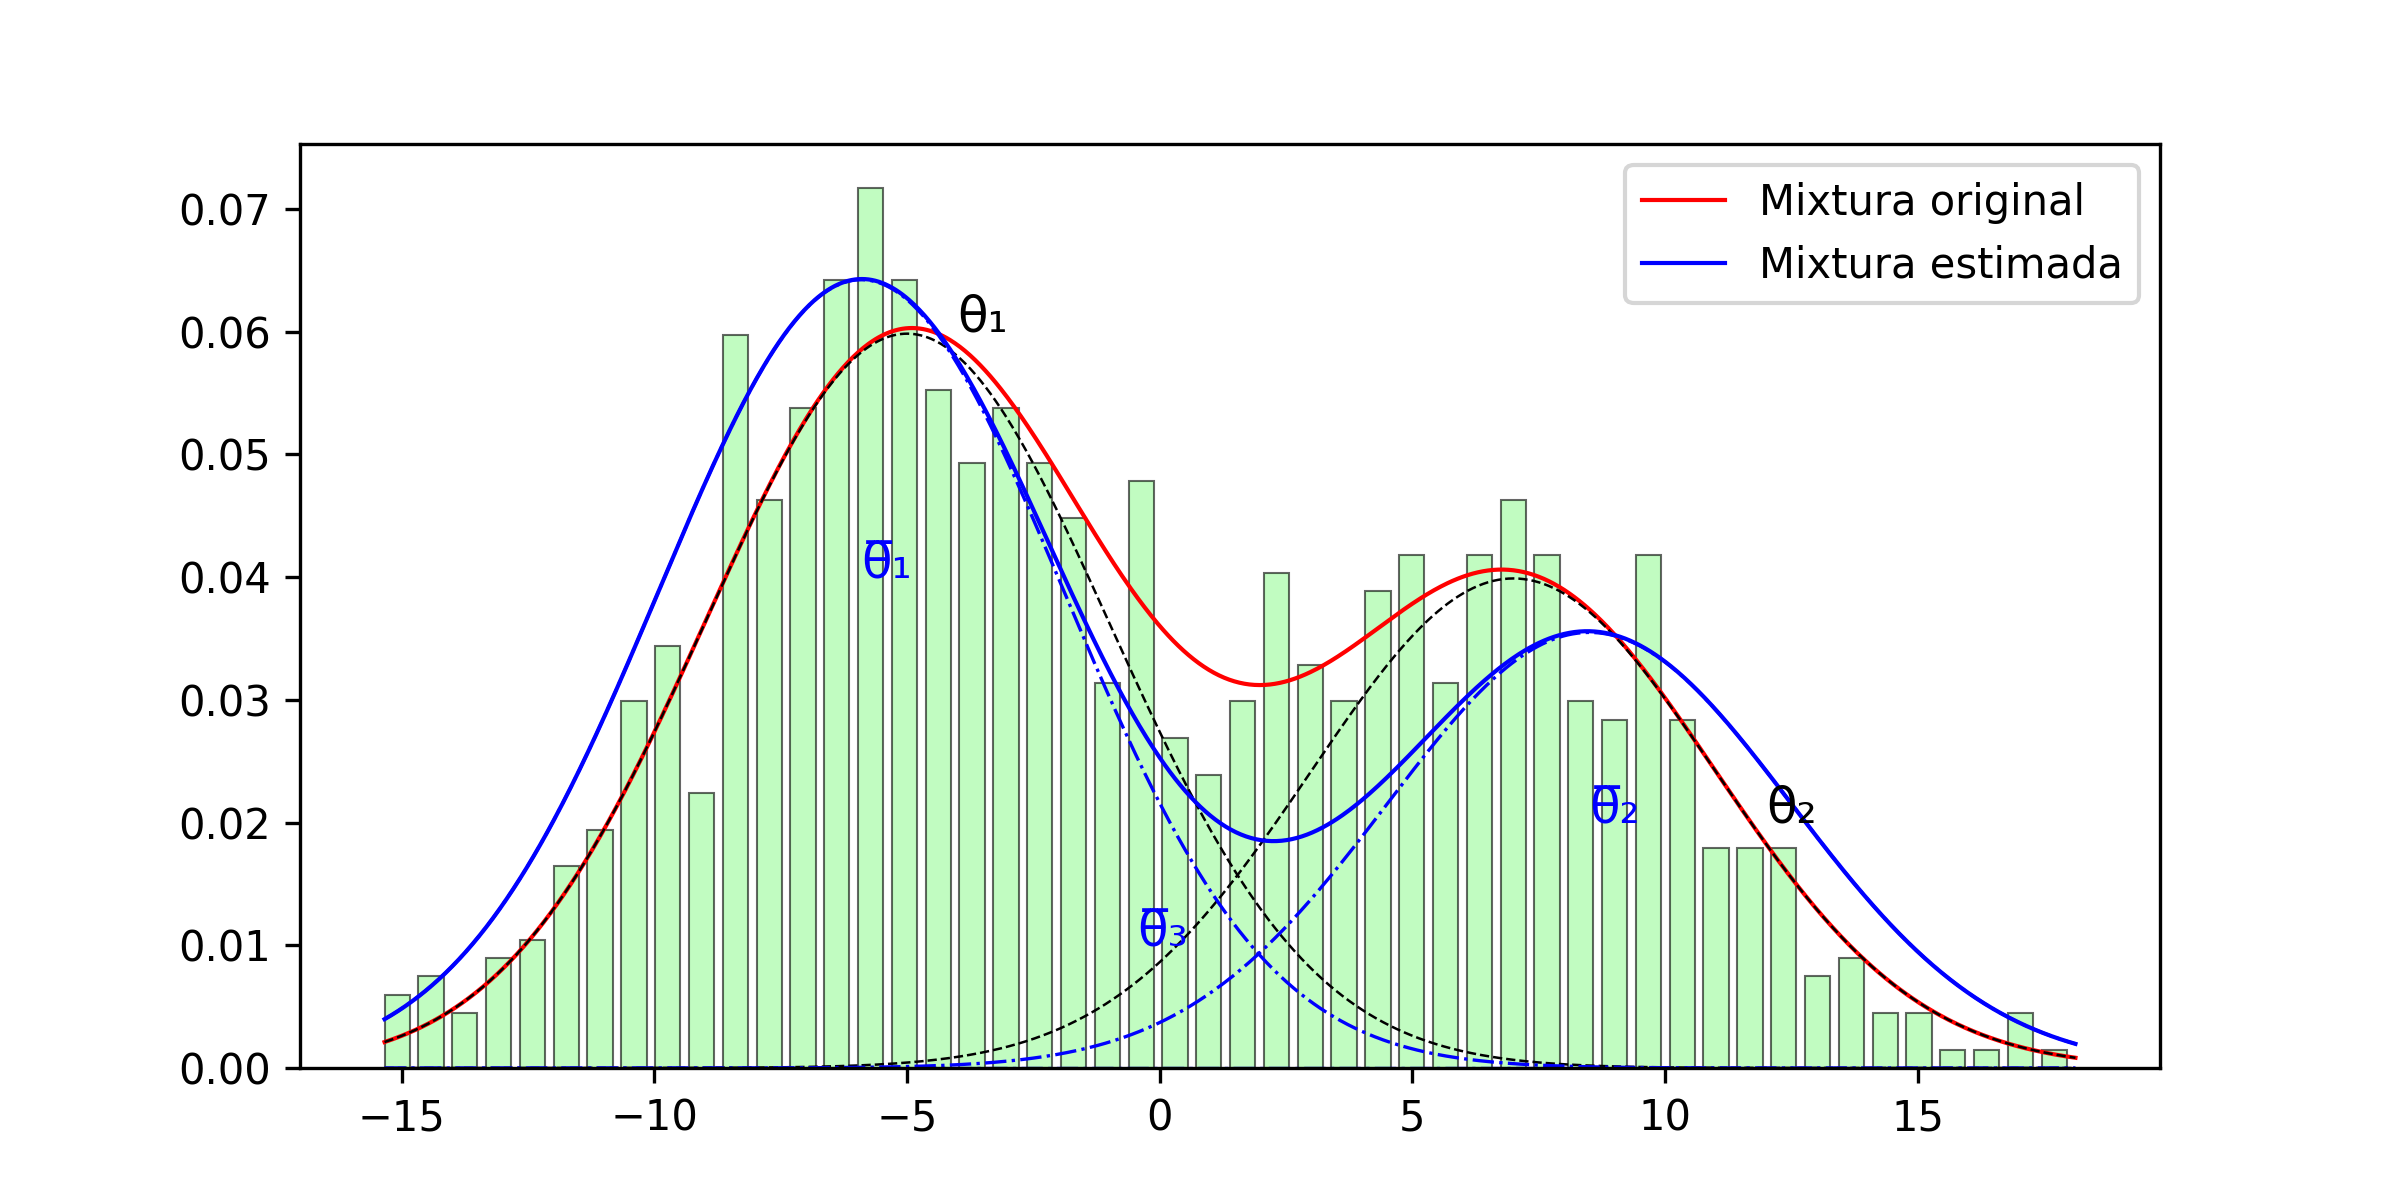 Mixtura original
Mixtura estimada
0.07
0.06
0.05
0.04
0.03
0.02
0.01
0.00
θ₁
θ̅₁
θ̅₂
θ₂
θ̅₃
−15
−10
−5
0
5
10
15